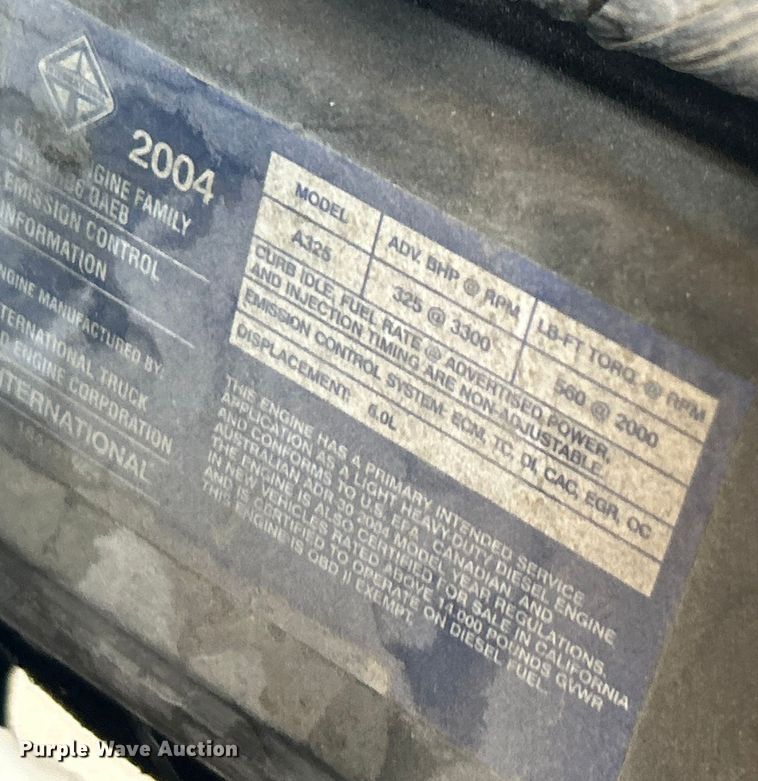 2004
ENGINE FAMILY
EMISSION CONTROL
INFORMATION
ENGINE MANUFACTURED BY:
INTERNATIONAL TRUCK
ENGINE CORPORATION
INTERNATIONAL
MODEL
ADV. BHP @ RPM
LB-FT TORQ. @ RPM
A325
325 @ 3300
560 @ 2000
CURB IDLE, FUEL RATE @ ADVERTISED POWER,
AND INJECTION TIMING ARE NON-ADJUSTABLE.
EMISSION CONTROL SYSTEM: ECM, TC, DI, CAC, EGR, OC
DISPLACEMENT: 6.0L
THIS ENGINE HAS A PRIMARY INTENDED SERVICE
APPLICATION AS A LIGHT HEAVY-DUTY DIESEL ENGINE
AND CONFORMS TO U.S. EPA, CANADIAN, AND
AUSTRALIAN ADR 30 2004 MODEL YEAR REGULATIONS.
THE ENGINE IS ALSO CERTIFIED FOR SALE IN CALIFORNIA
IN NEW VEHICLES RATED ABOVE 14,000 POUNDS GVWR
AND IS CERTIFIED TO OPERATE ON DIESEL FUEL.
THIS ENGINE IS OBD II EXEMPT.
Purple Wave Auction